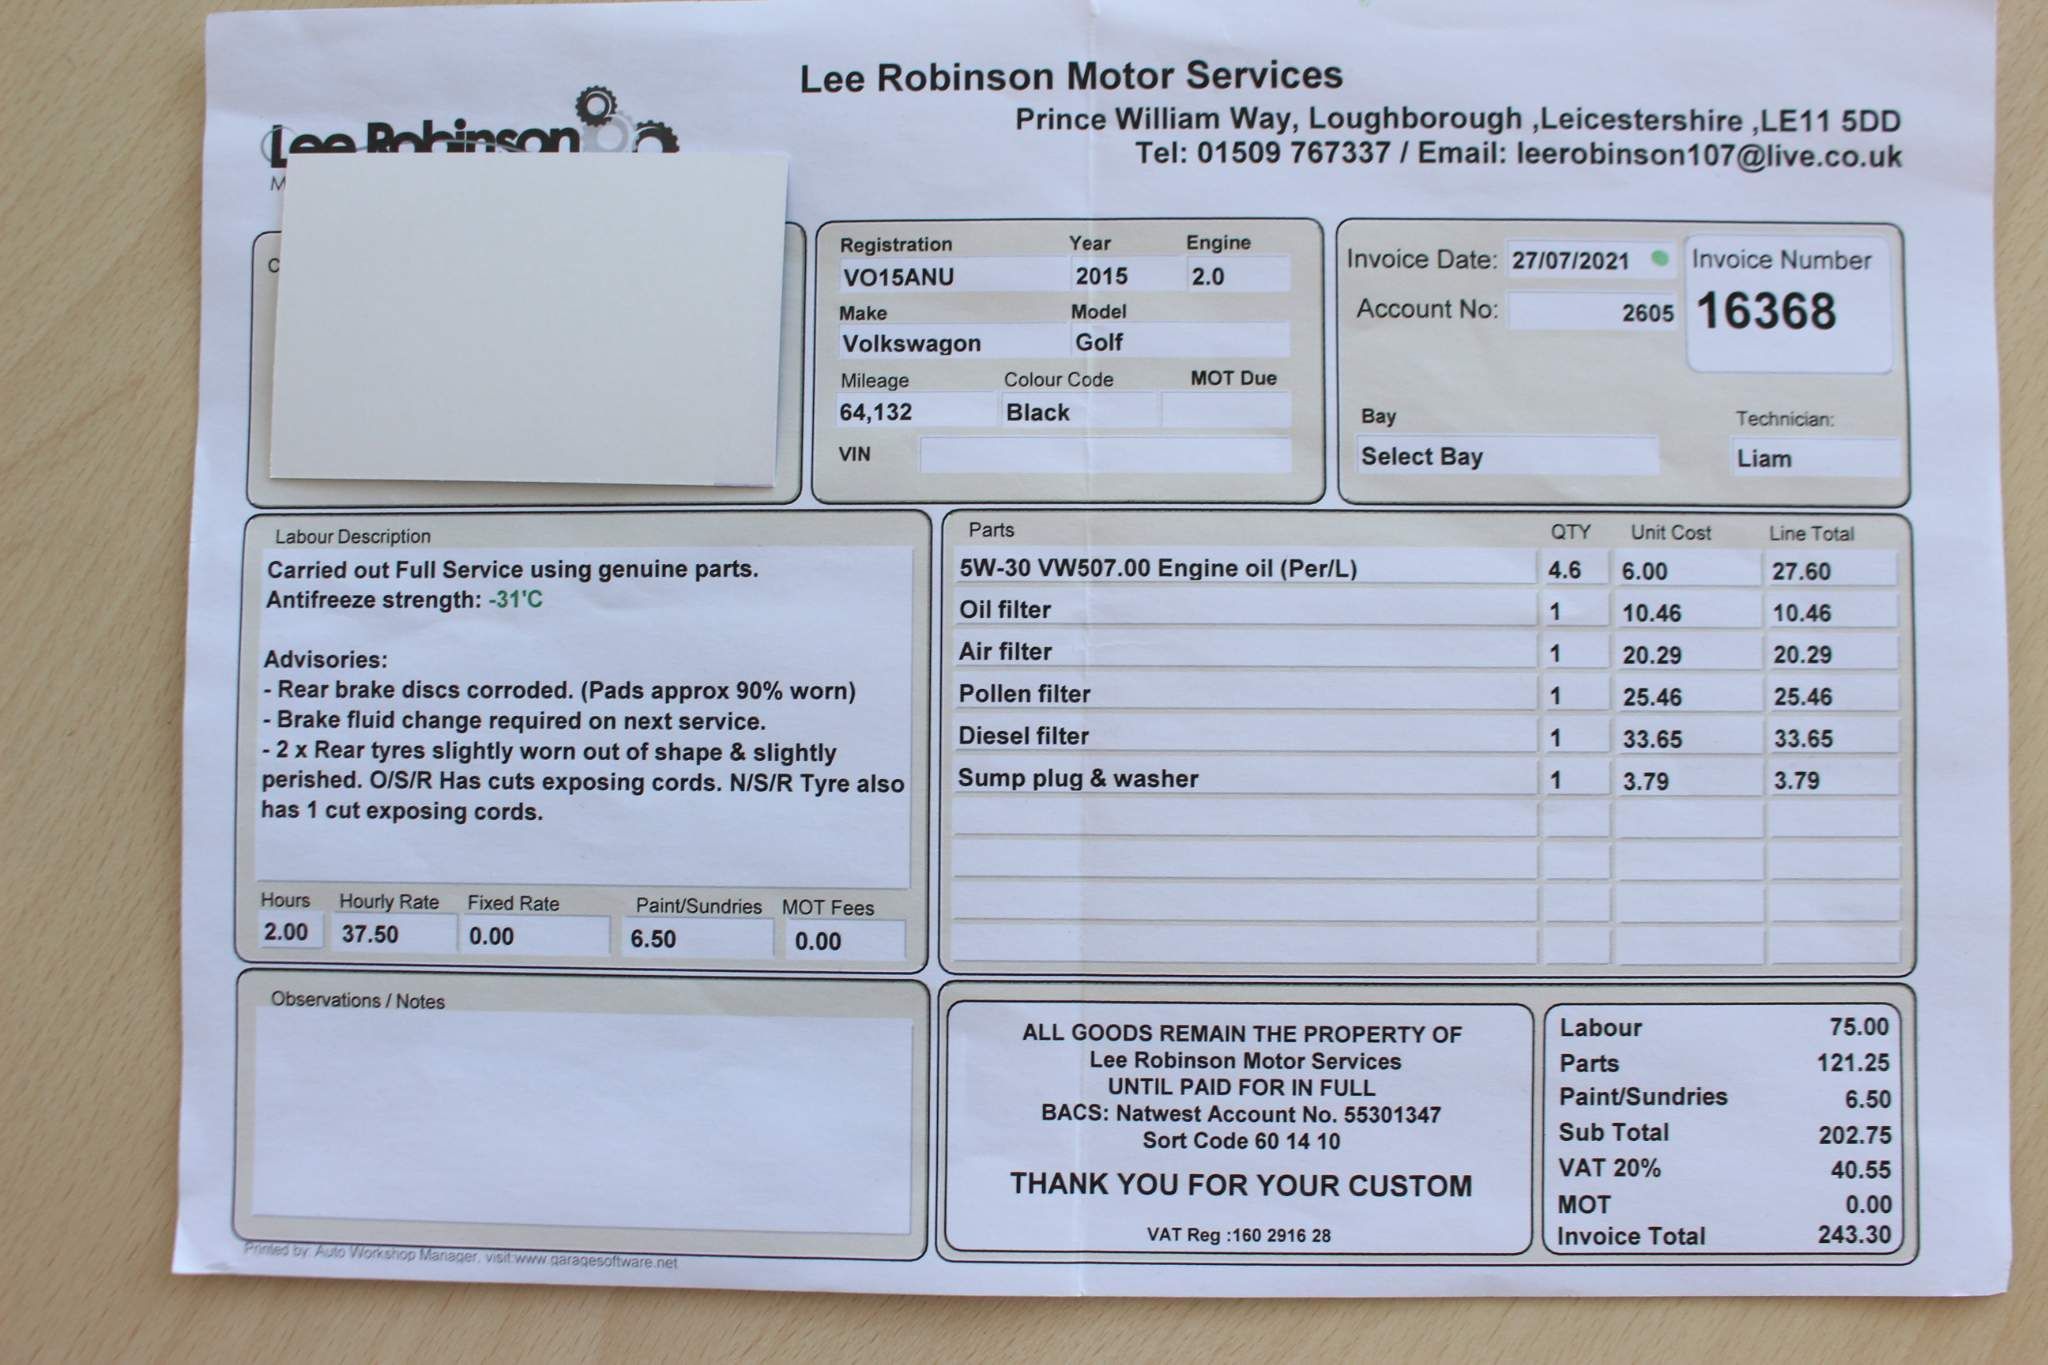 Lee Robinson Motor Services
Prince William Way, Loughborough ,Leicestershire ,LE11 5DD
Tel: 01509 767337 / Email: leerobinson107@live.co.uk
Lee Robinson
Registration Year Engine
VO15ANU 2015 2.0
Make Model
Volkswagon Golf
Mileage Colour Code MOT Due
64,132 Black
VIN
Invoice Date: 27/07/2021 Invoice Number
Account No: 2605 16368
Bay Technician:
Select Bay Liam
Labour Description
Carried out Full Service using genuine parts.
Antifreeze strength: -31'C
Advisories:
- Rear brake discs corroded. (Pads approx 90% worn)
- Brake fluid change required on next service.
- 2 x Rear tyres slightly worn out of shape & slightly
perished. O/S/R Has cuts exposing cords. N/S/R Tyre also
has 1 cut exposing cords.
Hours Hourly Rate Fixed Rate Paint/Sundries MOT Fees
2.00 37.50 0.00 6.50 0.00
Parts QTY Unit Cost Line Total
5W-30 VW507.00 Engine oil (Per/L) 4.6 6.00 27.60
Oil filter 1 10.46 10.46
Air filter 1 20.29 20.29
Pollen filter 1 25.46 25.46
Diesel filter 1 33.65 33.65
Sump plug & washer 1 3.79 3.79
Observations / Notes
ALL GOODS REMAIN THE PROPERTY OF
Lee Robinson Motor Services
UNTIL PAID FOR IN FULL
BACS: Natwest Account No. 55301347
Sort Code 60 14 10
THANK YOU FOR YOUR CUSTOM
VAT Reg :160 2916 28
Labour 75.00
Parts 121.25
Paint/Sundries 6.50
Sub Total 202.75
VAT 20% 40.55
MOT 0.00
Invoice Total 243.30
Printed by: Auto Workshop Manager, visit:www.garagesoftware.net